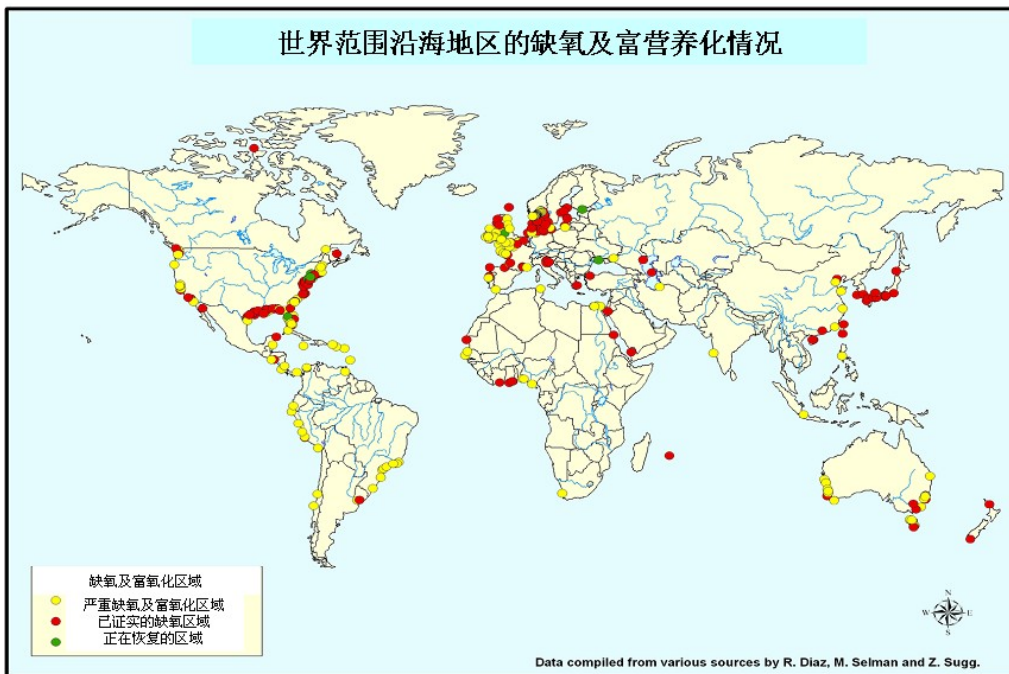 世界范围沿海地区的缺氧及富营养化情况
缺氧及富氧化区域
严重缺氧及富氧化区域
已证实的缺氧区域
正在恢复的区域
N
W E
S
Data compiled from various sources by R. Diaz, M. Selman and Z. Sugg.